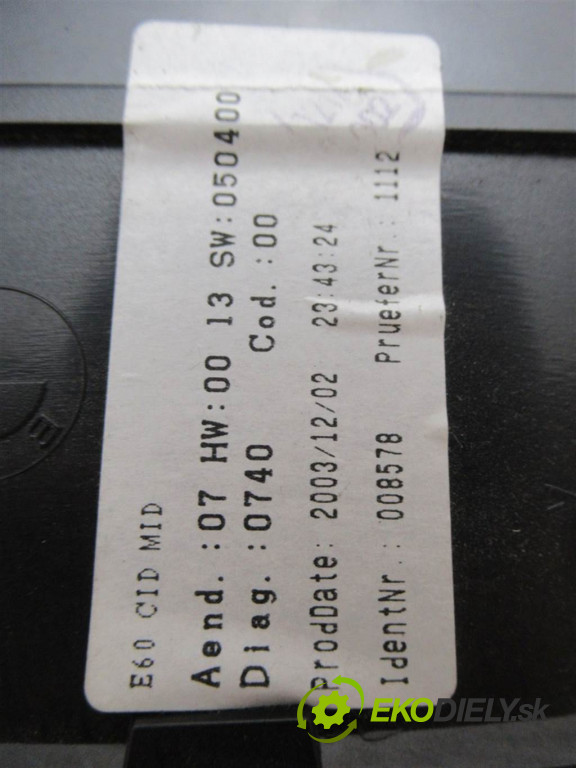 E60 CID MID
Aend.:07 HW:00 13 SW:050400
Diag.:0740 Cod.:00
ProdDate: 2003/12/02 23:43:24
IdentNr.: 008578 PrueferNr.: 1112
EKODIELY.sk